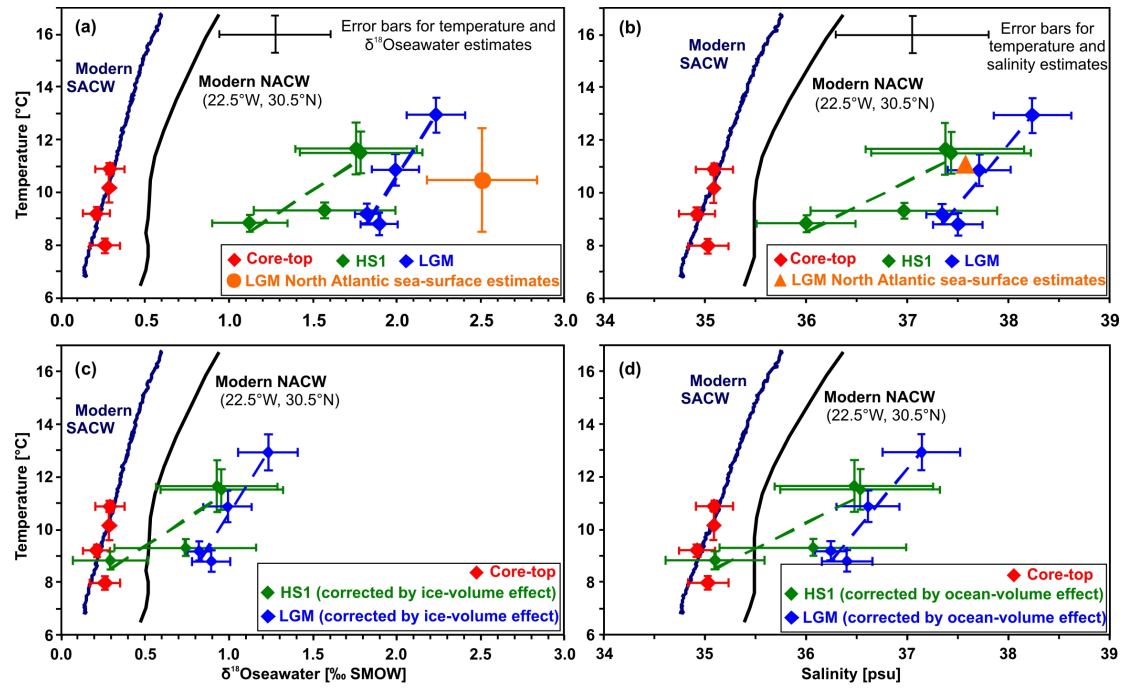 (a)
Error bars for temperature and
δ¹⁸Oseawater estimates
Modern
SACW
Modern NACW
(22.5°W, 30.5°N)
Temperature [°C]
16
14
12
10
8
6
Core-top
HS1
LGM
LGM North Atlantic sea-surface estimates
0.0
0.5
1.0
1.5
2.0
2.5
3.0
(b)
Error bars for
temperature and
salinity estimates
Modern
SACW
Modern NACW
(22.5°W, 30.5°N)
Temperature [°C]
16
14
12
10
8
6
Core-top
HS1
LGM
LGM North Atlantic sea-surface estimates
34
35
36
37
38
39
(c)
Modern
SACW
Modern NACW
(22.5°W, 30.5°N)
Temperature [°C]
16
14
12
10
8
6
Core-top
HS1 (corrected by ice-volume effect)
LGM (corrected by ice-volume effect)
0.0
0.5
1.0
1.5
2.0
2.5
3.0
δ¹⁸Oseawater [‰ SMOW]
(d)
Modern
SACW
Modern NACW
(22.5°W, 30.5°N)
Temperature [°C]
16
14
12
10
8
6
Core-top
HS1 (corrected by ocean-volume effect)
LGM (corrected by ocean-volume effect)
34
35
36
37
38
39
Salinity [psu]